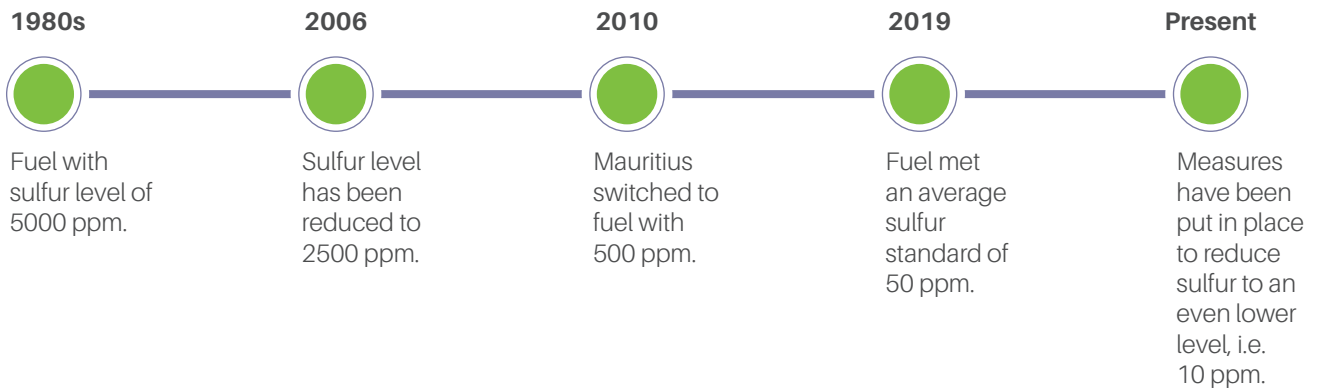 1980s
Fuel with
sulfur level of
5000 ppm.
2006
Sulfur level
has been
reduced to
2500 ppm.
2010
Mauritius
switched to
fuel with
500 ppm.
2019
Fuel met
an average
sulfur
standard of
50 ppm.
Present
Measures
have been
put in place
to reduce
sulfur to an
even lower
level, i.e.
10 ppm.